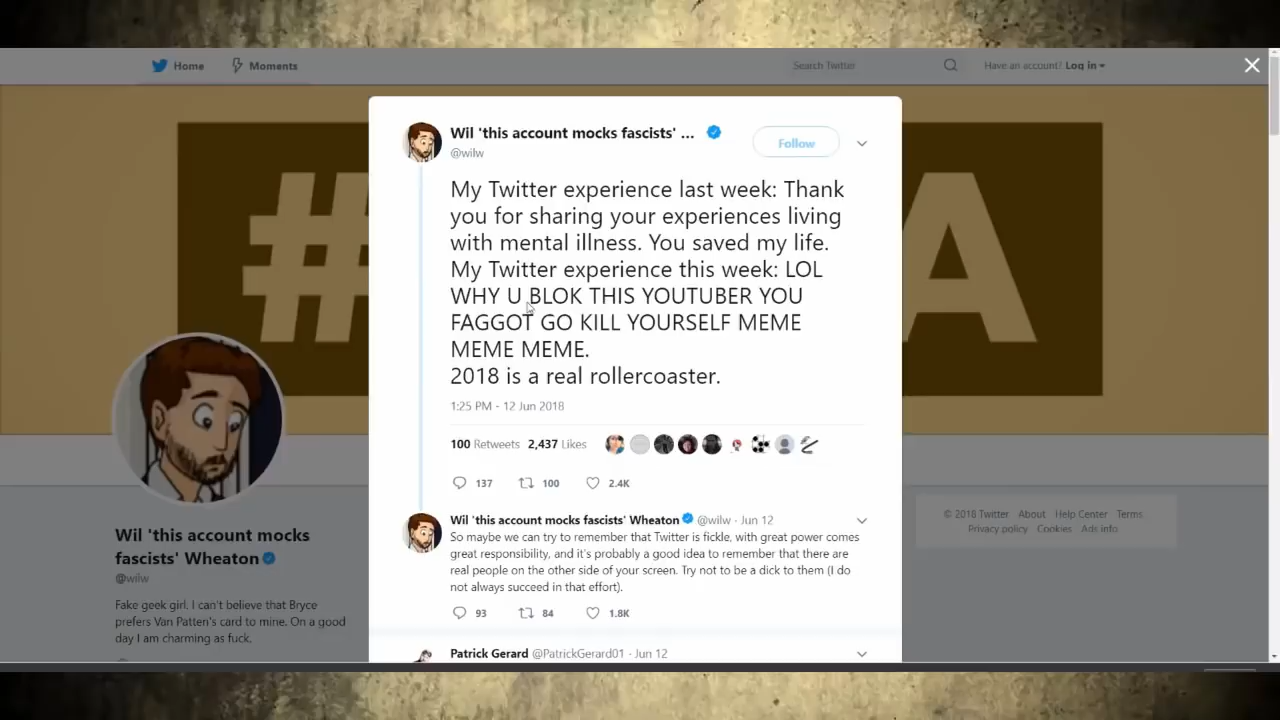 Home
Moments
Search Twitter
Have an account? Log in
# A
Wil 'this account mocks fascists' ...
@wilw
Follow
My Twitter experience last week: Thank
you for sharing your experiences living
with mental illness. You saved my life.
My Twitter experience this week: LOL
WHY U BLOK THIS YOUTUBER YOU
FAGGOT GO KILL YOURSELF MEME
MEME MEME.
2018 is a real rollercoaster.
1:25 PM - 12 Jun 2018
100 Retweets 2,437 Likes
137 100 2.4K
Wil 'this account mocks fascists' Wheaton @wilw · Jun 12
So maybe we can try to remember that Twitter is fickle, with great power comes
great responsibility, and it's probably a good idea to remember that there are
real people on the other side of your screen. Try not to be a dick to them (I do
not always succeed in that effort).
93 84 1.8K
Patrick Gerard @PatrickGerard01 · Jun 12
Wil 'this account mocks
fascists' Wheaton
@wilw
Fake geek girl. I can't believe that Bryce
prefers Van Patten's card to mine. On a good
day I am charming as fuck.
© 2018 Twitter About Help Center Terms
Privacy policy Cookies Ads info